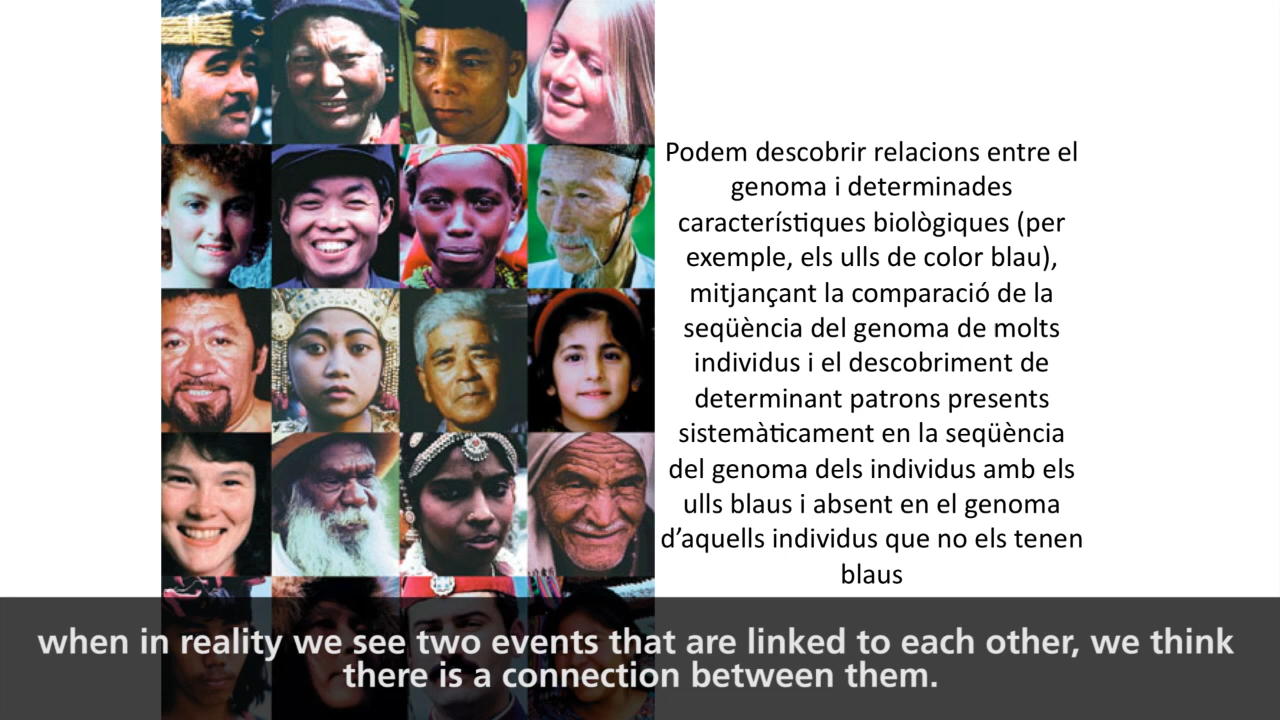 Podem descobrir relacions entre el
genoma i determinades
característiques biològiques (per
exemple, els ulls de color blau),
mitjançant la comparació de la
seqüència del genoma de molts
individus i el descobriment de
determinant patrons presents
sistemàticament en la seqüència
del genoma dels individus amb els
ulls blaus i absent en el genoma
d’aquells individus que no els tenen
blaus
when in reality we see two events that are linked to each other, we think
there is a connection between them.